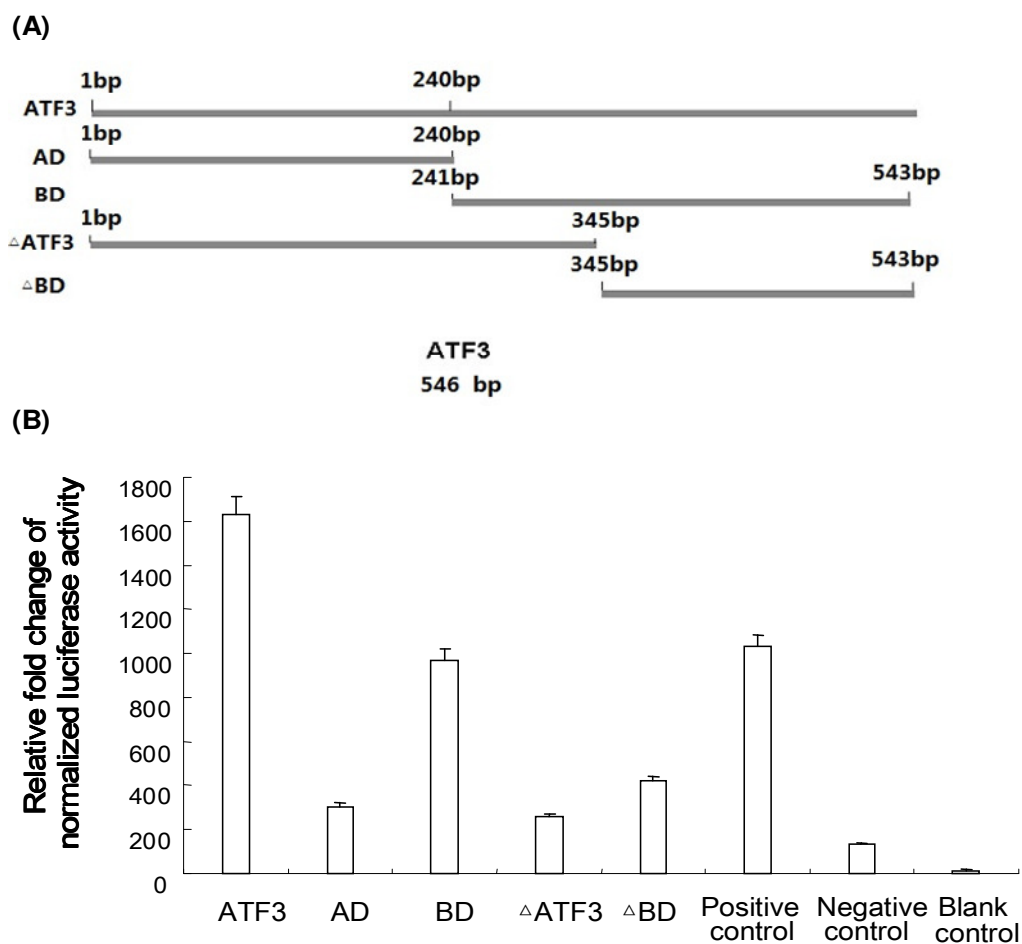 (A)
1bp 240bp
ATF3
1bp 240bp
AD
241bp 543bp
BD
1bp 345bp
△ATF3
345bp 543bp
△BD
ATF3
546 bp
(B)
Relative fold change of
normalized luciferase activity
1800
1600
1400
1200
1000
800
600
400
200
0
ATF3 AD BD △ATF3 △BD Positive control Negative control Blank control